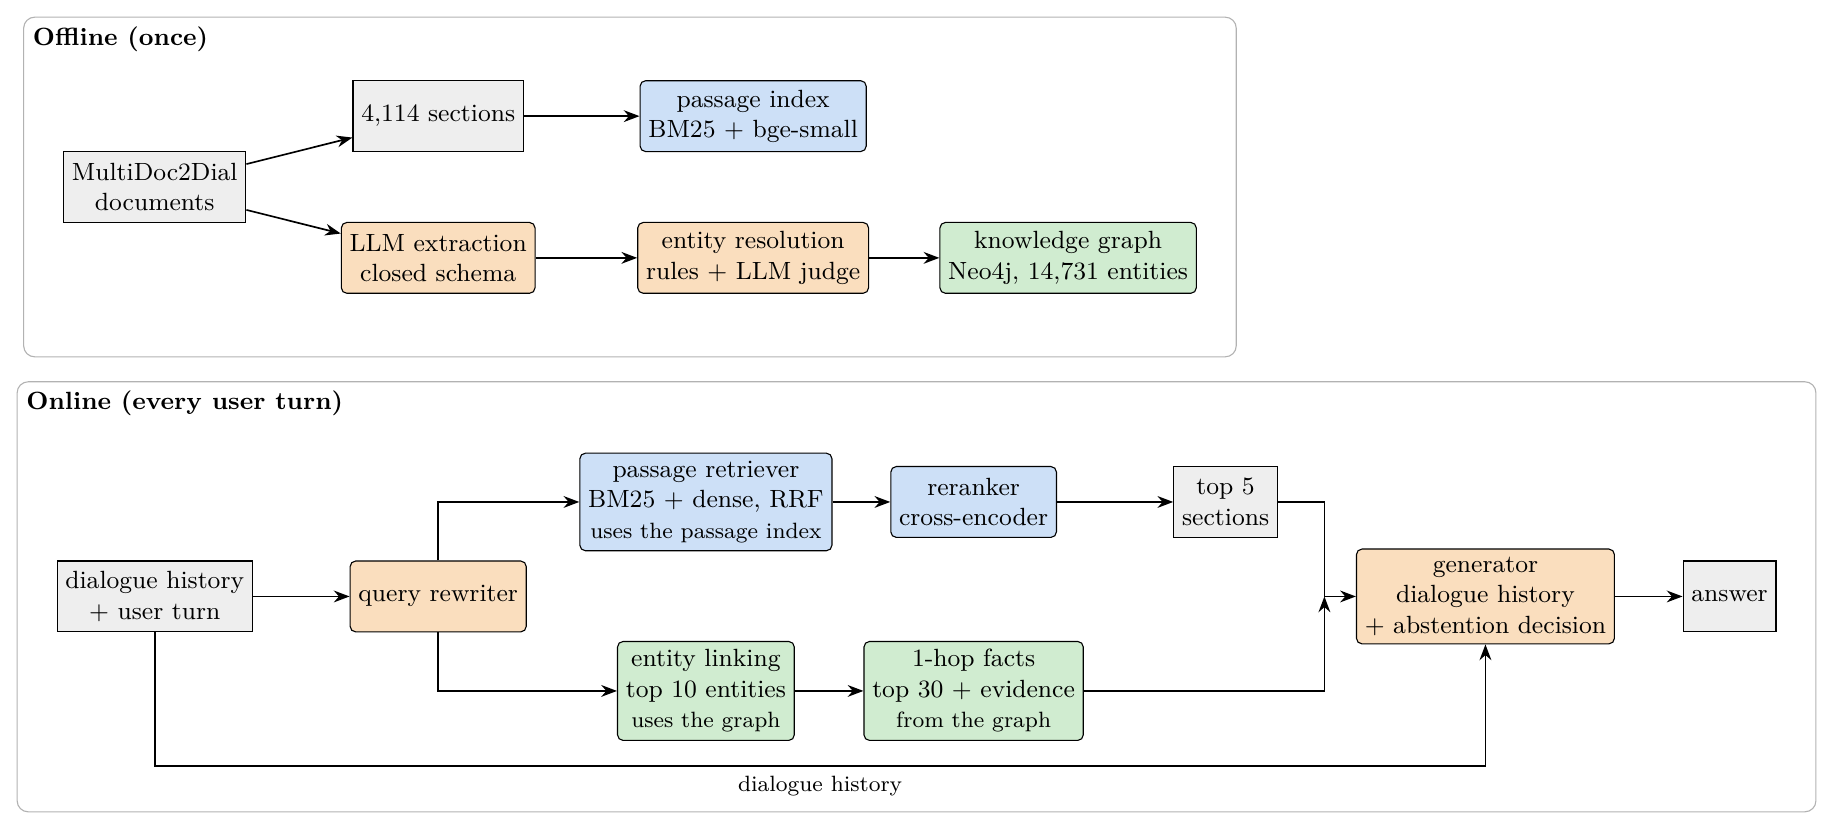 Offline (once)
4,114 sections
passage index
BM25 + bge-small
MultiDoc2Dial
documents
LLM extraction
closed schema
entity resolution
rules + LLM judge
knowledge graph
Neo4j, 14,731 entities
Online (every user turn)
passage retriever
BM25 + dense, RRF
uses the passage index
reranker
cross-encoder
top 5
sections
dialogue history
+ user turn
query rewriter
generator
dialogue history
+ abstention decision
answer
entity linking
top 10 entities
uses the graph
1-hop facts
top 30 + evidence
from the graph
dialogue history